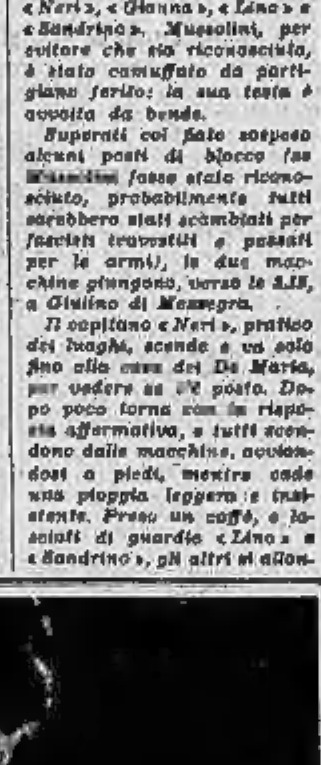 « Neri », « Gianna », « Lino » e
« Sandrino ». Mussolini, per
evitare che sia riconosciuto,
è stato camuffato da parti-
giano ferito: la sua testa è
avvolta da bende.
Superati col fiato sospeso
alcuni posti di blocco (se
fosse stato ricono-
sciuto, probabilmente tutti
sarebbero stati scambiati per
fascisti travestiti e passati
per le armi), le due mac-
chine giungono, verso le
a Giulino di Mezzegra.
Il capitano « Neri », pratico
dei luoghi, scende e va solo
fino alla casa dei De Maria,
per vedere se c'è posto. Do-
po poco torna con la rispo-
sta affermativa, e tutti scen-
dono dalle macchine, avvian-
dosi a piedi, mentre cade
una pioggia leggera e insi-
stente. Preso un caffè, e la-
sciati di guardia « Lino » e
« Sandrino », gli altri si allon-